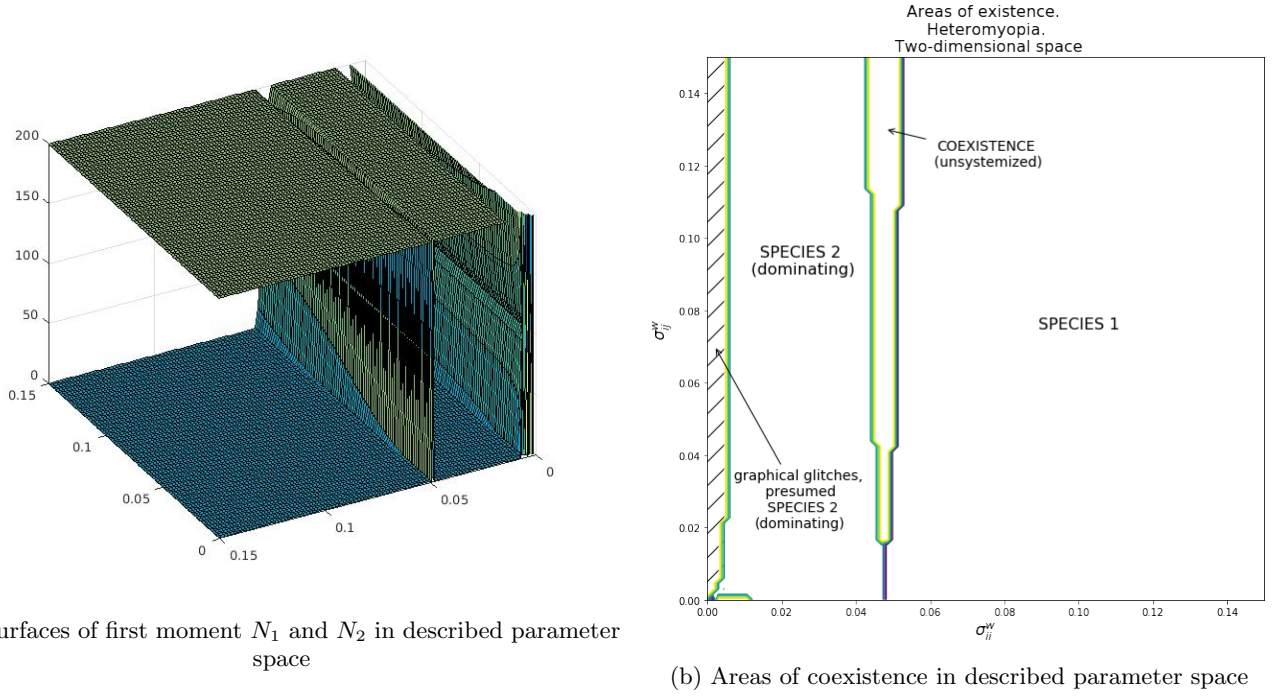 200
150
100
50
0
0.15
0.1
0.05
0
0.15
0.1
0.05
0
urfaces of first moment N₁ and N₂ in described parameter
space
Areas of existence.
Heteromyopia.
Two-dimensional space
0.14
0.12
0.10
0.08
0.06
0.04
0.02
0.00
σʷᵢⱼ
COEXISTENCE
(unsystemized)
SPECIES 2
(dominating)
SPECIES 1
graphical glitches,
presumed
SPECIES 2
(dominating)
0.00 0.02 0.04 0.06 0.08 0.10 0.12 0.14
σʷᵢᵢ
(b) Areas of coexistence in described parameter space